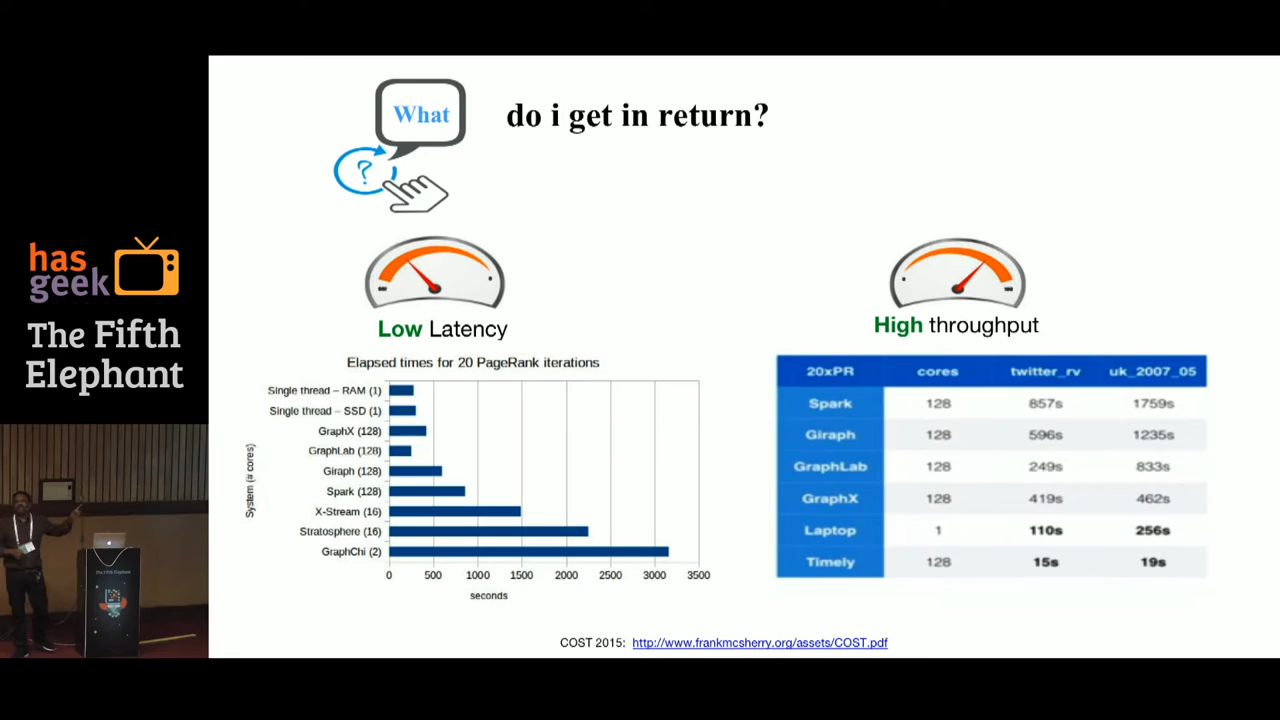 What do i get in return?
?
has
geek
The Fifth
Elephant
Low Latency
High throughput
Elapsed times for 20 PageRank iterations
System (# cores)
Single thread – RAM (1)
Single thread – SSD (1)
GraphX (128)
GraphLab (128)
Giraph (128)
Spark (128)
X-Stream (16)
Stratosphere (16)
GraphChi (2)
0 500 1000 1500 2000 2500 3000 3500
seconds
20xPR cores twitter_rv uk_2007_05
Spark 128 857s 1759s
Giraph 128 596s 1235s
GraphLab 128 249s 833s
GraphX 128 419s 462s
Laptop 1 110s 256s
Timely 128 15s 19s
COST 2015: http://www.frankmcsherry.org/assets/COST.pdf
The Fifth Elephant